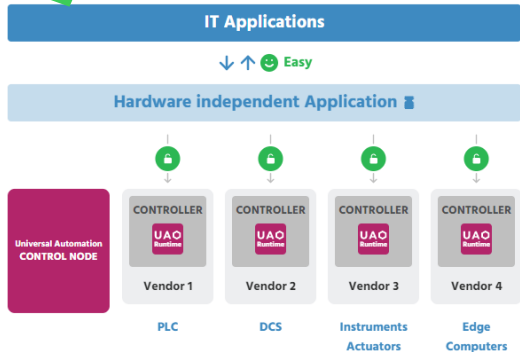 IT Applications
Easy
Hardware independent Application
Universal Automation
CONTROL NODE
CONTROLLER
UAO
Runtime
Vendor 1
PLC
CONTROLLER
UAO
Runtime
Vendor 2
DCS
CONTROLLER
UAO
Runtime
Vendor 3
Instruments
Actuators
CONTROLLER
UAO
Runtime
Vendor 4
Edge
Computers